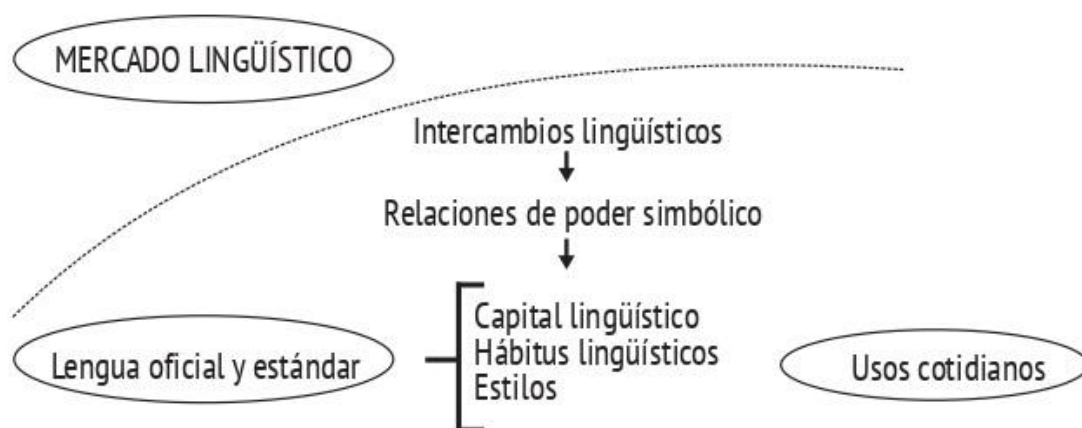 MERCADO LINGÜÍSTICO
Intercambios lingüísticos
Relaciones de poder simbólico
Capital lingüístico
Hábitus lingüísticos
Estilos
Lengua oficial y estándar
Usos cotidianos